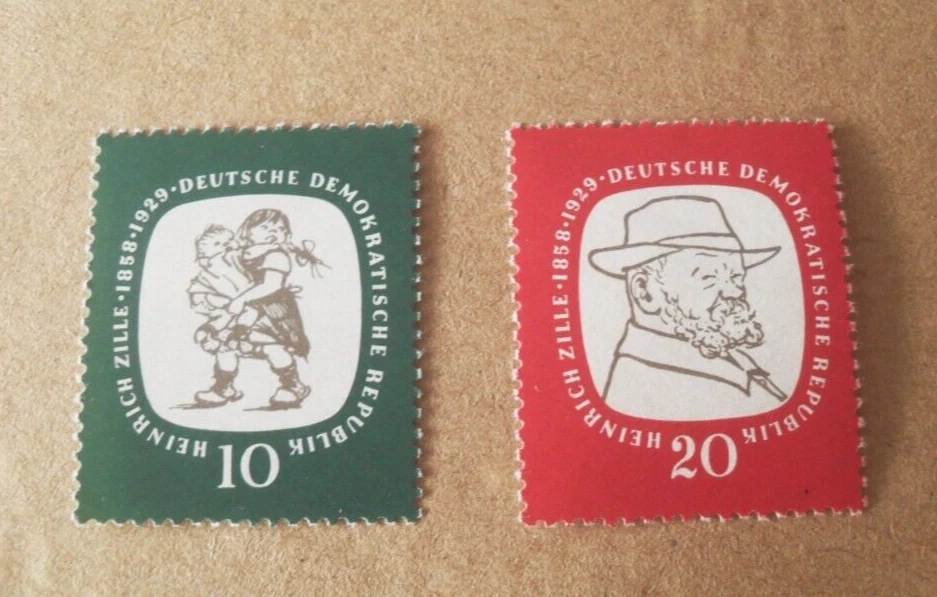 HEINRICH ZILLE·1858·1929·DEUTSCHE DEMOKRATISCHE REPUBLIK
10
HEINRICH ZILLE·1858·1929·DEUTSCHE DEMOKRATISCHE REPUBLIK
20